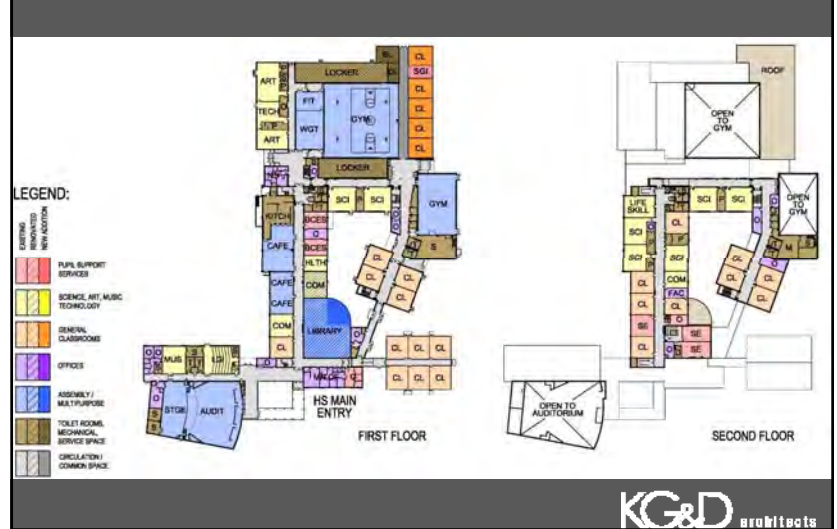 LEGEND:
EXISTING
RENOVATED
NEW ADDITION
PUPIL SUPPORT
SERVICES
SCIENCE, ART, MUSIC
TECHNOLOGY
GENERAL
CLASSROOMS
OFFICES
ASSEMBLY /
MULTI PURPOSE
TOILET ROOMS,
MECHANICAL,
SERVICE SPACE
CIRCULATION /
COMMON SPACE
ART
TECH
ART
LOCKER
FIT
WGT
GYM
LOCKER
CL
SGI
CL
CL
CL
CL
CL
KITCH
CAFE
CAFE
CAFE
COM
CL
BCES
O
BCES
HLTH
COM
LIBRARY
SCI
P
SCI
GYM
S
CL
CL
CL
CL
CL
CL
CL
CL
CL
CL
MUS
LGI
STGE
AUDIT
S
S
HS MAIN
ENTRY
FIRST FLOOR
ROOF
OPEN
TO
GYM
OPEN
TO
GYM
LIFE
SKILL
SCI
SCI
CL
CL
SE
CL
CL
P
SCI
COM
FAC
SE
SE
SCI
P
SCI
M
CL
CL
CL
CL
OPEN TO
AUDITORIUM
SECOND FLOOR
KG&D architects